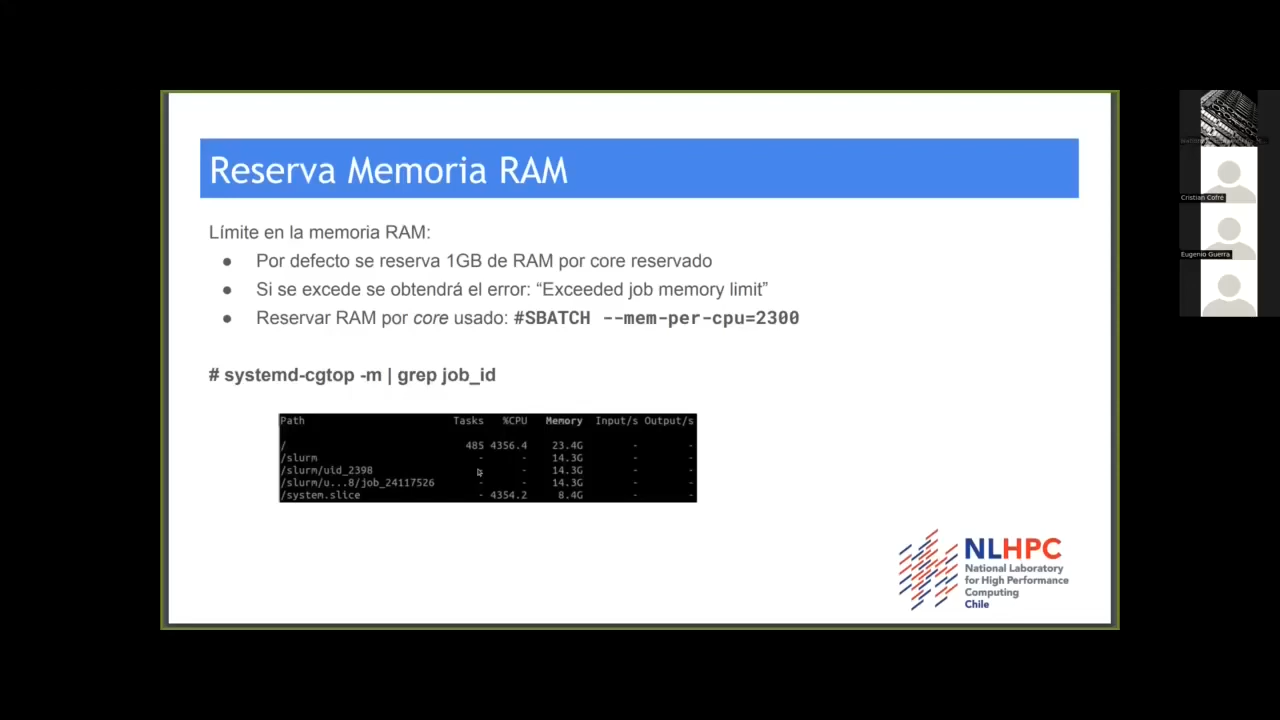 Reserva Memoria RAM
Límite en la memoria RAM:
● Por defecto se reserva 1GB de RAM por core reservado
● Si se excede se obtendrá el error: “Exceeded job memory limit”
● Reservar RAM por core usado: #SBATCH --mem-per-cpu=2300
# systemd-cgtop -m | grep job_id
Path Tasks %CPU Memory Input/s Output/s
/ 485 4356.4 23.4G - -
/slurm - - 14.3G - -
/slurm/uid_2398 - - 14.3G - -
/slurm/u...8/job_24117526 - - 14.3G - -
/system.slice - 4354.2 8.4G - -
NLHPC
National Laboratory
for High Performance
Computing
Chile
Cristian Cofré
Eugenio Guerra